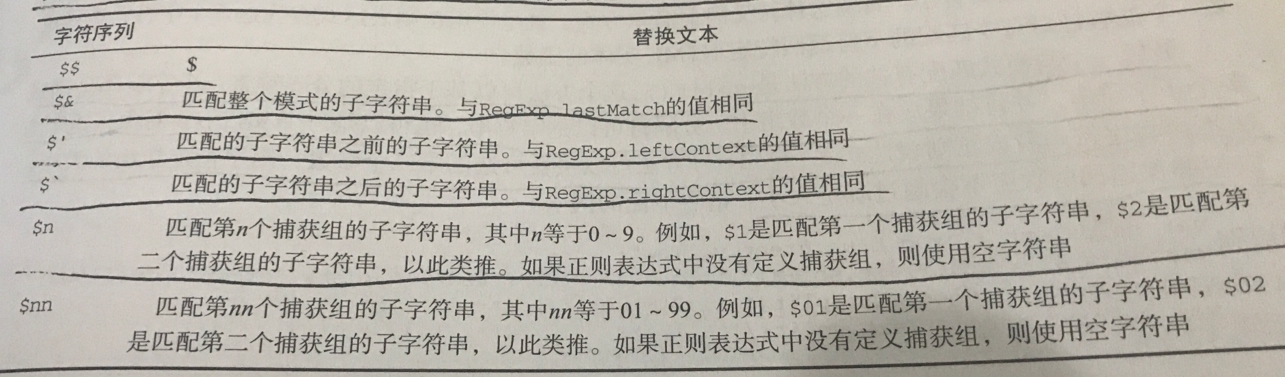 字符序列 替换文本
$$ $
$& 匹配整个模式的子字符串。与RegExp.lastMatch的值相同
$' 匹配的子字符串之前的子字符串。与RegExp.leftContext的值相同
$` 匹配的子字符串之后的子字符串。与RegExp.rightContext的值相同
$n 匹配第n个捕获组的子字符串，其中n等于0~9。例如，$1是匹配第一个捕获组的子字符串，$2是匹配第
二个捕获组的子字符串，以此类推。如果正则表达式中没有定义捕获组，则使用空字符串
$nn 匹配第nn个捕获组的子字符串，其中nn等于01~99。例如，$01是匹配第一个捕获组的子字符串，$02
是匹配第二个捕获组的子字符串，以此类推。如果正则表达式中没有定义捕获组，则使用空字符串